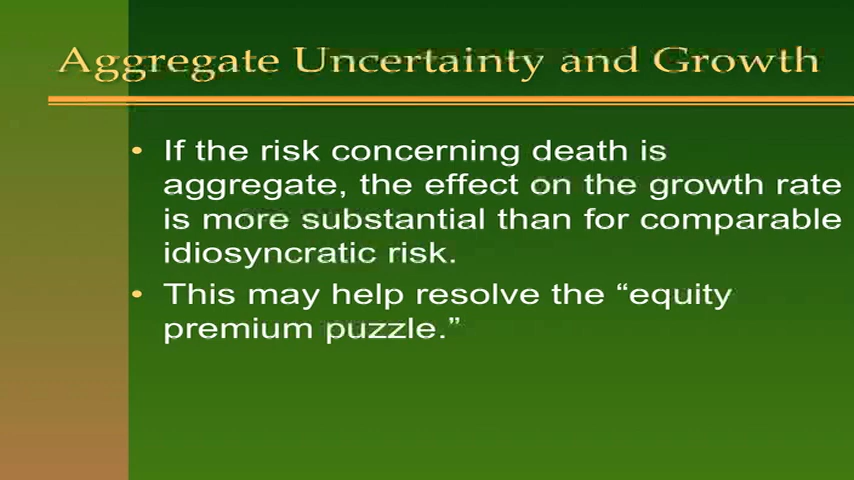 Aggregate Uncertainty and Growth
• If the risk concerning death is
aggregate, the effect on the growth rate
is more substantial than for comparable
idiosyncratic risk.
• This may help resolve the “equity
premium puzzle.”